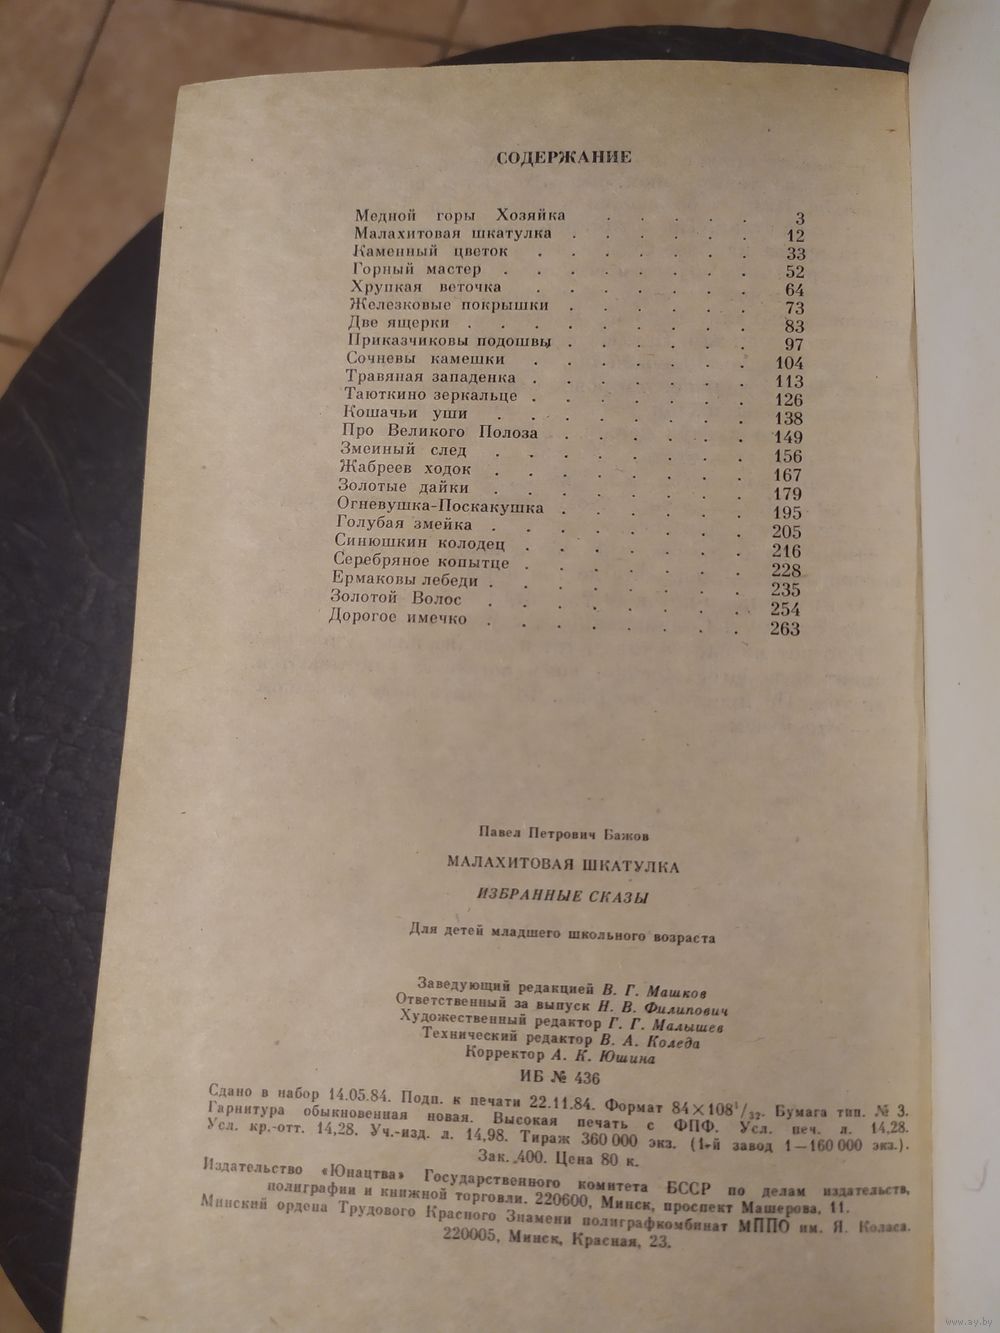 СОДЕРЖАНИЕ
Медной горы Хозяйка . . . . . 3
Малахитовая шкатулка . . . . . . 12
Каменный цветок . . . . . . . 33
Горный мастер . . . . . . . . 52
Хрупкая веточка . . . . . . . 64
Железковые покрышки . . . . . . 73
Две ящерки . . . . . . . . . 83
Приказчиковы подошвы . . . . . . 97
Сочневы камешки . . . . . . . 104
Травяная западенка . . . . . . . 113
Таюткино зеркальце . . . . . . . 126
Кошачьи уши . . . . . . . . 138
Про Великого Полоза . . . . . . 149
Змеиный след . . . . . . . . 156
Жабреев ходок . . . . . . . . 167
Золотые дайки . . . . . . . . 179
Огневушка-Поскакушка . . . . . . 195
Голубая змейка . . . . . . . . 205
Синюшкин колодец . . . . . . . 216
Серебряное копытце . . . . . . . 228
Ермаковы лебеди . . . . . . . . 235
Золотой Волос . . . . . . . . 254
Дорогое имечко . . . . . . . . 263
Павел Петрович Бажов
МАЛАХИТОВАЯ ШКАТУЛКА
ИЗБРАННЫЕ СКАЗЫ
Для детей младшего школьного возраста
Заведующий редакцией В. Г. Машков
Ответственный за выпуск Н. В. Филипович
Художественный редактор Г. Г. Малышев
Технический редактор В. А. Коледа
Корректор А. К. Юшина
ИБ № 436
Сдано в набор 14.05.84. Подп. к печати 22.11.84. Формат 84×108¹/₃₂. Бумага тип. № 3.
Гарнитура обыкновенная новая. Высокая печать с ФПФ. Усл. печ. л. 14,28.
Усл. кр.-отт. 14,28. Уч.-изд. л. 14,98. Тираж 360 000 экз. (1-й завод 1—160 000 экз.).
Зак. 400. Цена 80 к.
Издательство «Юнацтва» Государственного комитета БССР по делам издательств,
полиграфии и книжной торговли. 220600, Минск, проспект Машерова, 11.
Минский ордена Трудового Красного Знамени полиграфкомбинат МППО им. Я. Коласа.
220005, Минск, Красная, 23.
www.ay.by